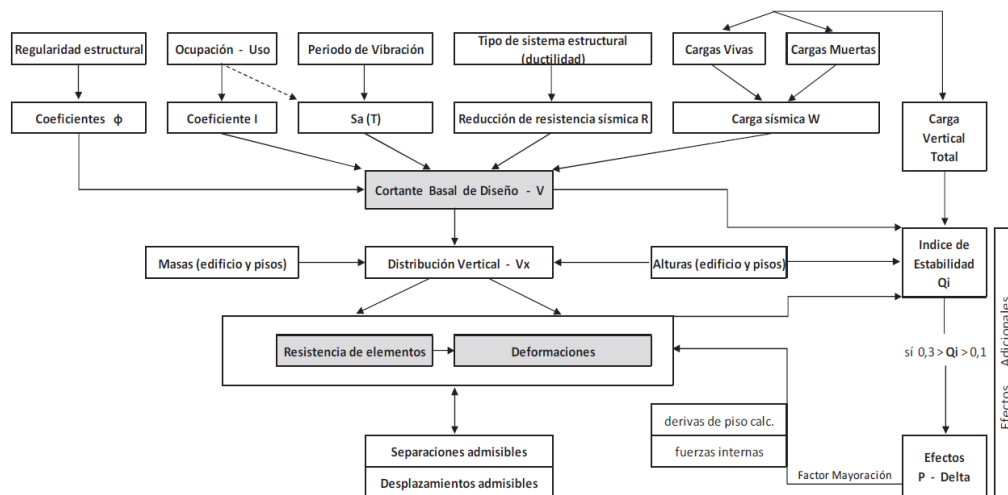 Regularidad estructural
Ocupación - Uso
Periodo de Vibración
Tipo de sistema estructural
(ductilidad)
Cargas Vivas
Cargas Muertas
Coeficientes ϕ
Coeficiente I
Sa (T)
Reducción de resistencia sísmica R
Carga sísmica W
Carga
Vertical
Total
Cortante Basal de Diseño - V
Masas (edificio y pisos)
Distribución Vertical - Vx
Alturas (edificio y pisos)
Indice de
Estabilidad
Qi
Resistencia de elementos
Deformaciones
sí 0,3 > Qi > 0,1
Efectos Adicionales
derivas de piso calc.
fuerzas internas
Separaciones admisibles
Desplazamientos admisibles
Factor Mayoración
Efectos
P - Delta